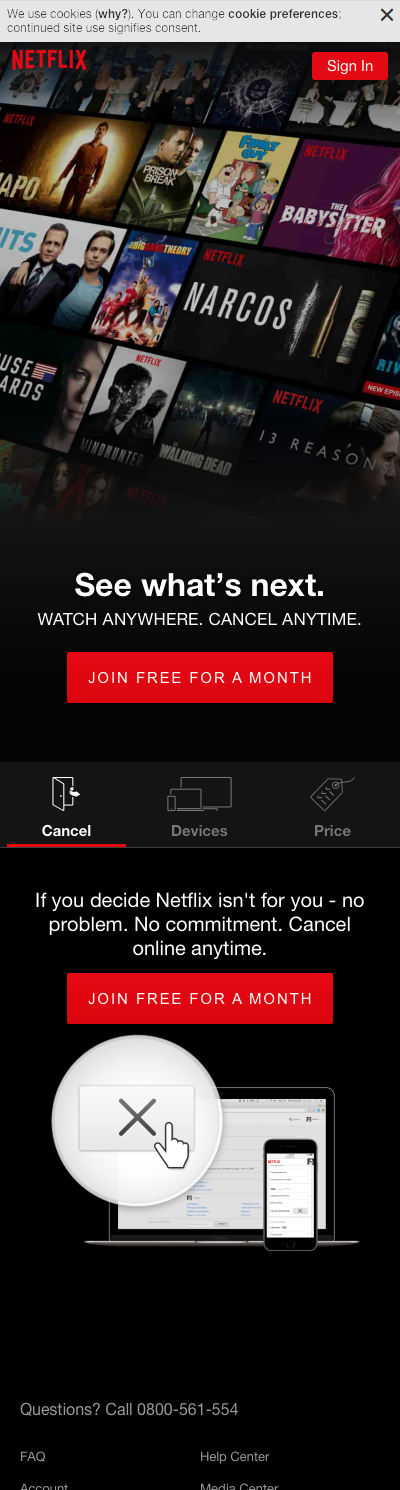 We use cookies (why?). You can change cookie preferences;
continued site use signifies consent.
NETFLIX
Sign In
NETFLIX
PRISON
BREAK
FAMILY
GUY
NETFLIX
THE
BABYSITTER
APO
ITS
THE BIG BANG THEORY
NETFLIX
NARCOS
RIV
NEW EPIS
USE
ARDS
NETFLIX
MINDHUNTER
THE
WALKING DEAD
NETFLIX
13 REASONS
NETFLIX
See what's next.
WATCH ANYWHERE. CANCEL ANYTIME.
JOIN FREE FOR A MONTH
Cancel
Devices
Price
If you decide Netflix isn't for you - no
problem. No commitment. Cancel
online anytime.
JOIN FREE FOR A MONTH
NETFLIX
Questions? Call 0800-561-554
FAQ
Help Center
Account
Media Center